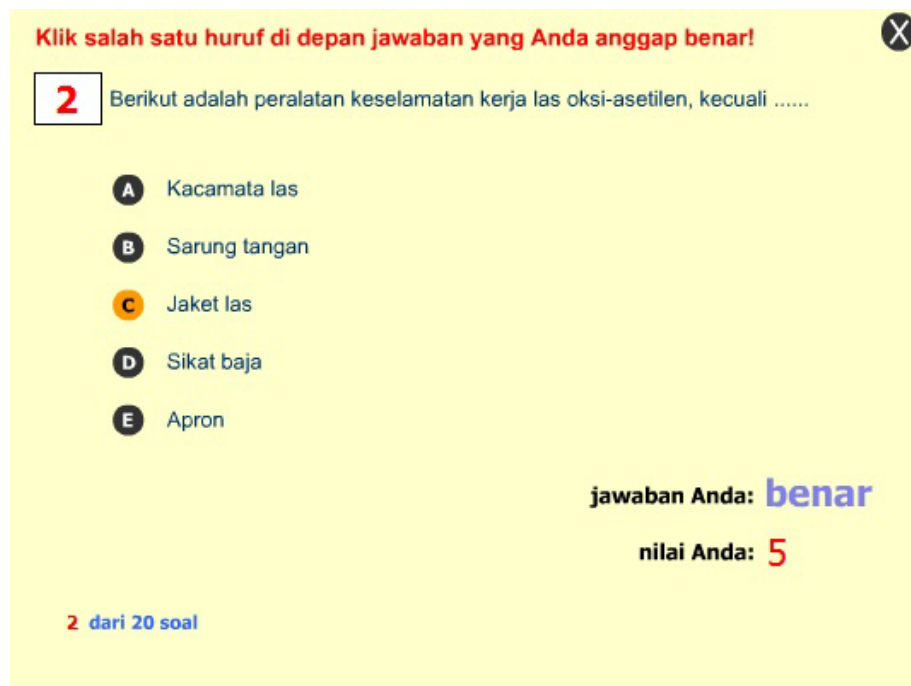 Klik salah satu huruf di depan jawaban yang Anda anggap benar!
X
2 Berikut adalah peralatan keselamatan kerja las oksi-asetilen, kecuali ......
A Kacamata las
B Sarung tangan
C Jaket las
D Sikat baja
E Apron
jawaban Anda: benar
nilai Anda: 5
2 dari 20 soal